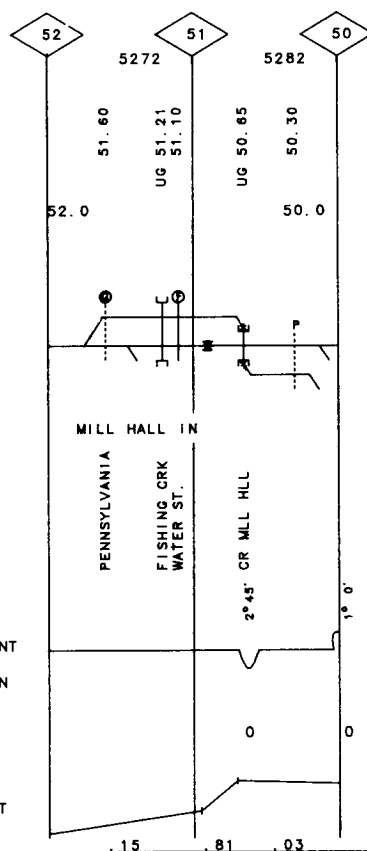 52 51 50
5272 5282
51.60
UG 51.21
51.10
UG 50.65
50.30
52.0 50.0
P
MILL HALL IN
PENNSYLVANIA
FISHING CRK
WATER ST.
2°45' CR MLL HLL
1° 0'
NT
N
0 0
T
.15 .81 .03